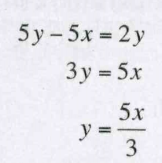 5y – 5x = 2y
3y = 5x
y = 5x/3